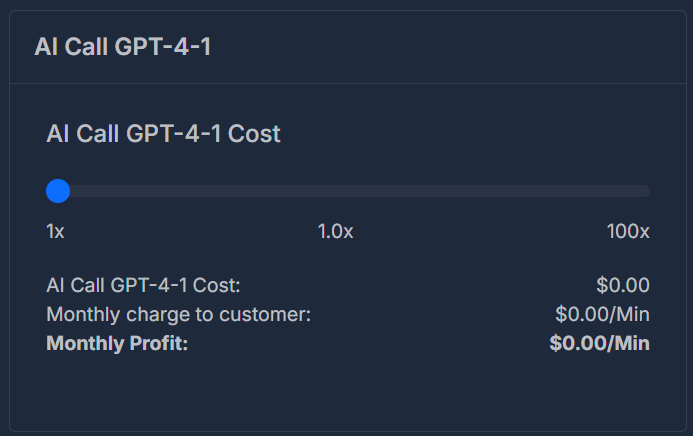 AI Call GPT-4-1
AI Call GPT-4-1 Cost
1x 1.0x 100x
AI Call GPT-4-1 Cost: $0.00
Monthly charge to customer: $0.00/Min
Monthly Profit: $0.00/Min